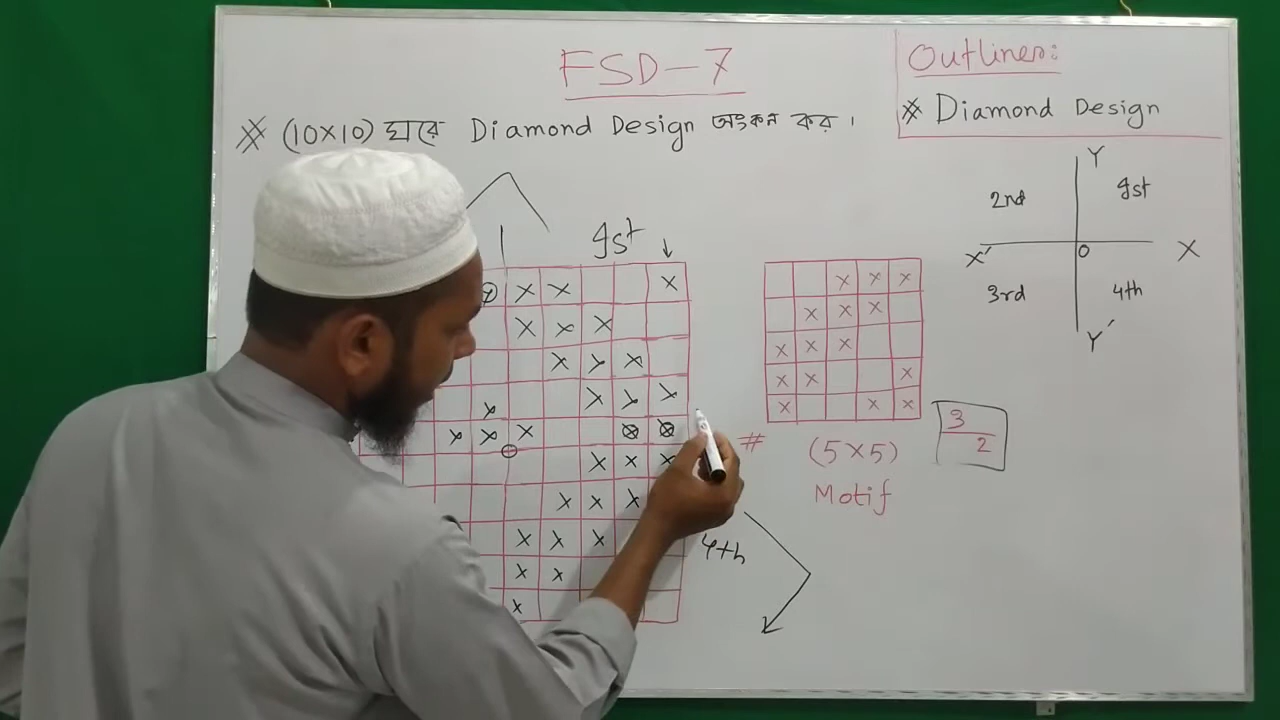 FSD-7
Outlines:
# Diamond Design
# (10×10) ঘরে Diamond Design অংকন কর।
Y
2nd
1st
X'
0
X
3rd
4th
Y'
1st
4th
#
(5×5)
Motif
3
2